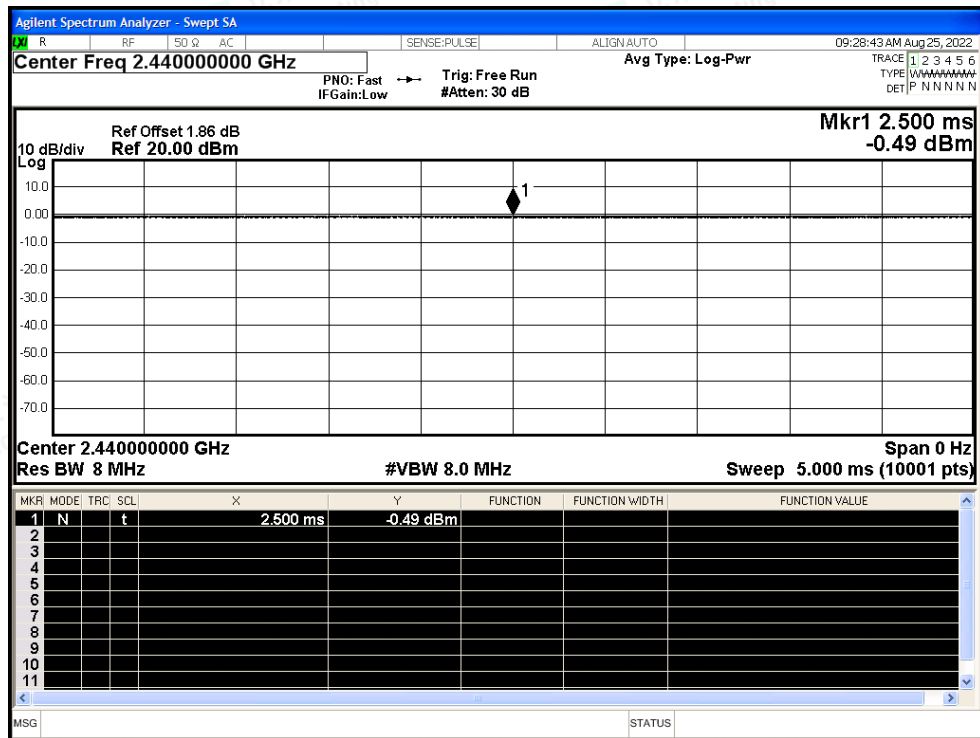 Agilent Spectrum Analyzer - Swept SA
LXI R RF 50 Ω AC SENSE:PULSE ALIGN AUTO 09:28:43 AM Aug 25, 2022
Center Freq 2.440000000 GHz
PNO: Fast
IFGain:Low
Trig: Free Run
#Atten: 30 dB
Avg Type: Log-Pwr
TRACE 1 2 3 4 5 6
TYPE WWWWWW
DET P N N N N N
Ref Offset 1.86 dB
10 dB/div Ref 20.00 dBm
Log
Mkr1 2.500 ms
-0.49 dBm
10.0
0.00
-10.0
-20.0
-30.0
-40.0
-50.0
-60.0
-70.0
1
Center 2.440000000 GHz Span 0 Hz
Res BW 8 MHz #VBW 8.0 MHz Sweep 5.000 ms (10001 pts)
MKR MODE TRC SCL X Y FUNCTION FUNCTION WIDTH FUNCTION VALUE
1 N t 2.500 ms -0.49 dBm
2
3
4
5
6
7
8
9
10
11
MSG STATUS